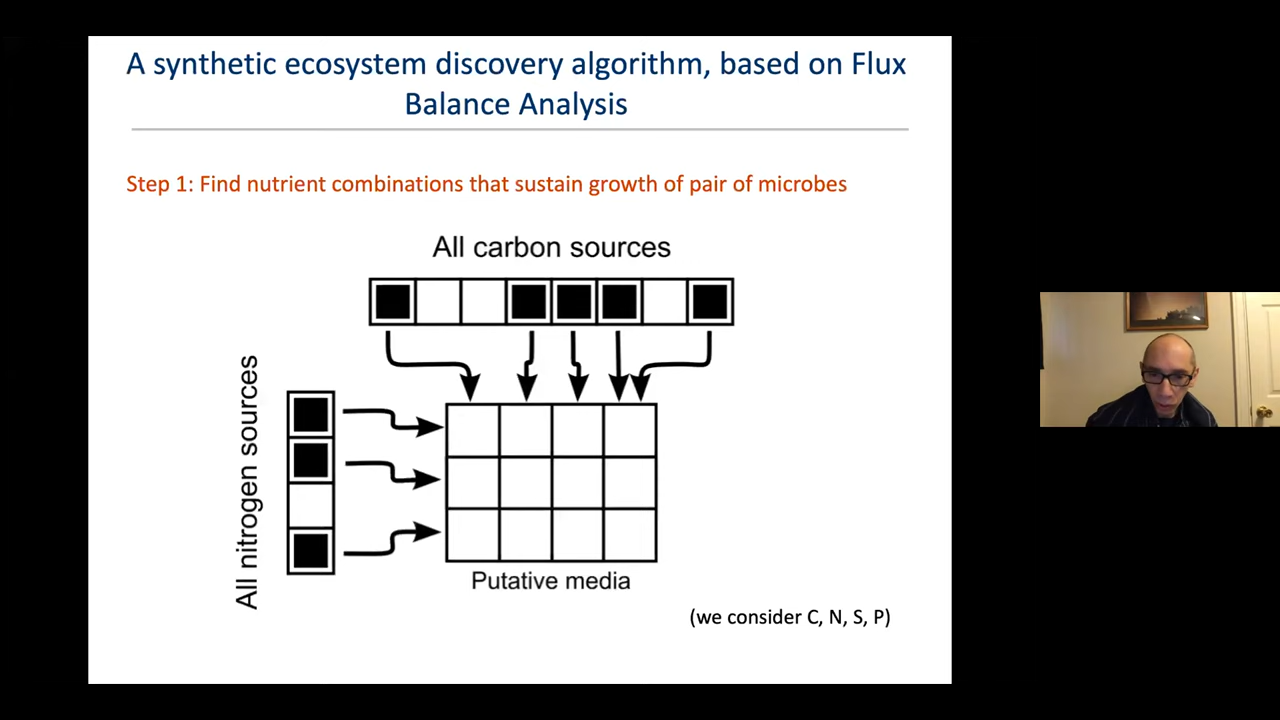 A synthetic ecosystem discovery algorithm, based on Flux
Balance Analysis
Step 1: Find nutrient combinations that sustain growth of pair of microbes
All carbon sources
All nitrogen sources
Putative media
(we consider C, N, S, P)